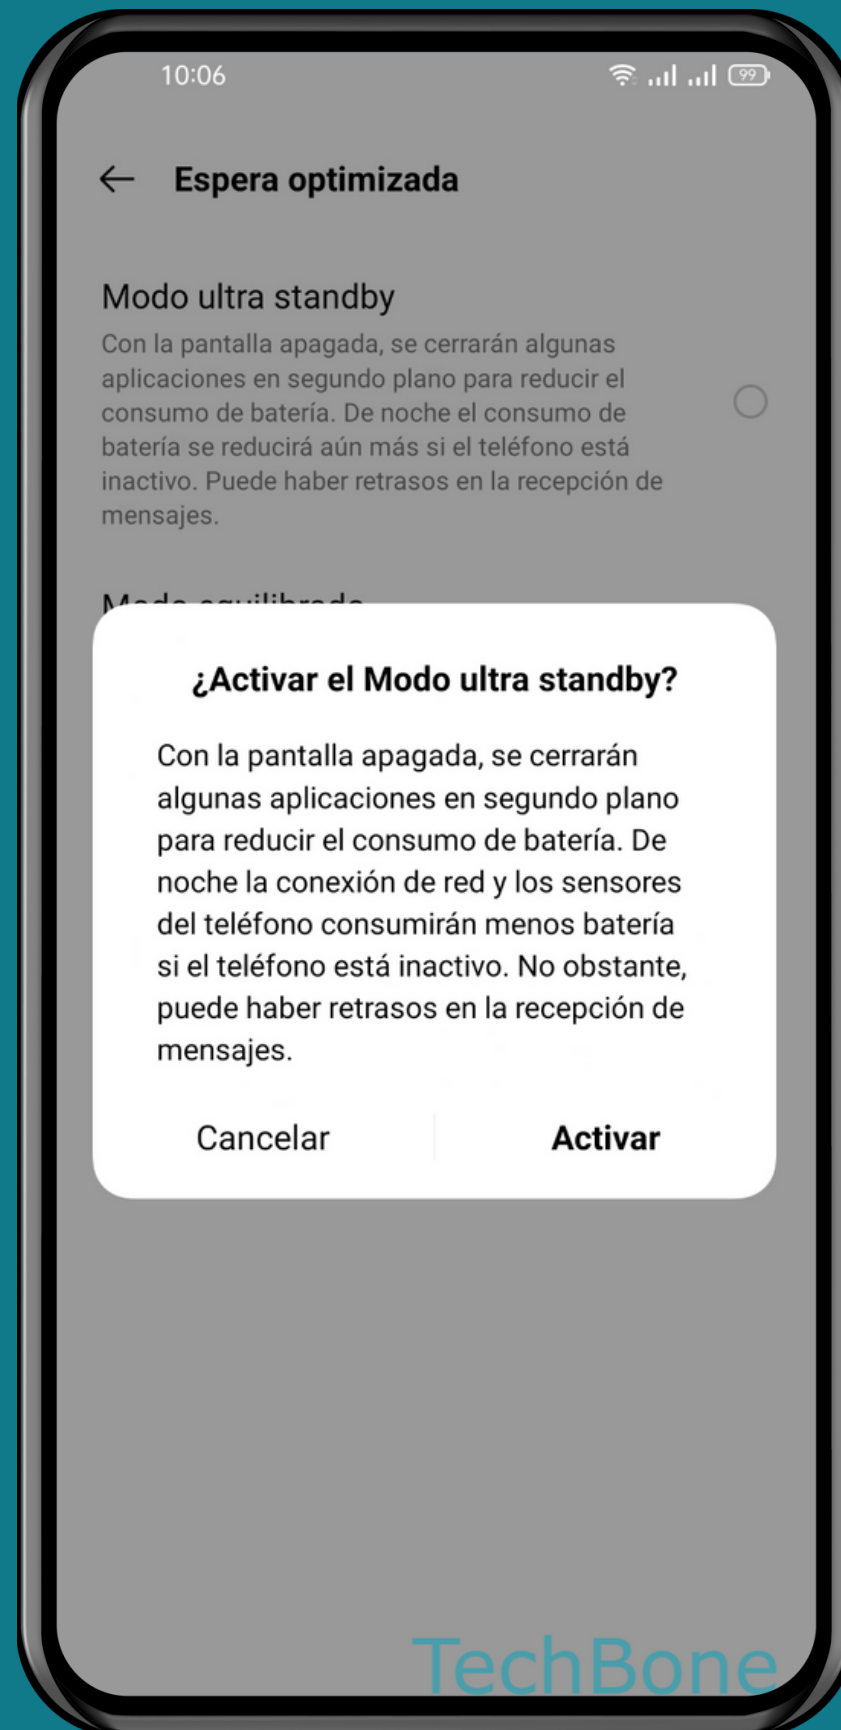 10:06
99
Espera optimizada
Modo ultra standby
Con la pantalla apagada, se cerrarán algunas
aplicaciones en segundo plano para reducir el
consumo de batería. De noche el consumo de
batería se reducirá aún más si el teléfono está
inactivo. Puede haber retrasos en la recepción de
mensajes.
Modo equilibrado
¿Activar el Modo ultra standby?
Con la pantalla apagada, se cerrarán
algunas aplicaciones en segundo plano
para reducir el consumo de batería. De
noche la conexión de red y los sensores
del teléfono consumirán menos batería
si el teléfono está inactivo. No obstante,
puede haber retrasos en la recepción de
mensajes.
Cancelar
Activar
TechBone